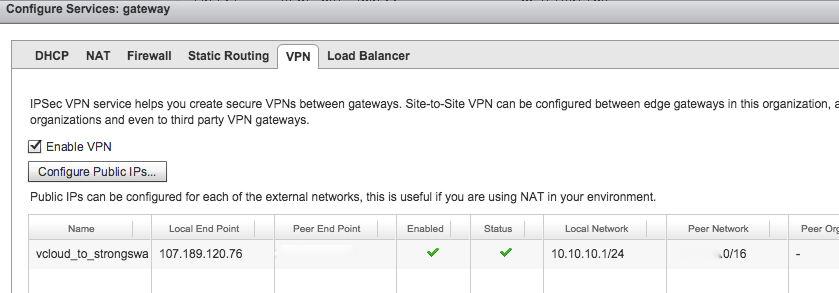 Configure Services: gateway
DHCP NAT Firewall Static Routing VPN Load Balancer
IPSec VPN service helps you create secure VPNs between gateways. Site-to-Site VPN can be configured between edge gateways in this organization, a
organizations and even to third party VPN gateways.
Enable VPN
Configure Public IPs...
Public IPs can be configured for each of the external networks, this is useful if you are using NAT in your environment.
Name Local End Point Peer End Point Enabled Status Local Network Peer Network Peer Org
vcloud_to_strongswa 107.189.120.76 10.10.10.1/24 .0/16 -